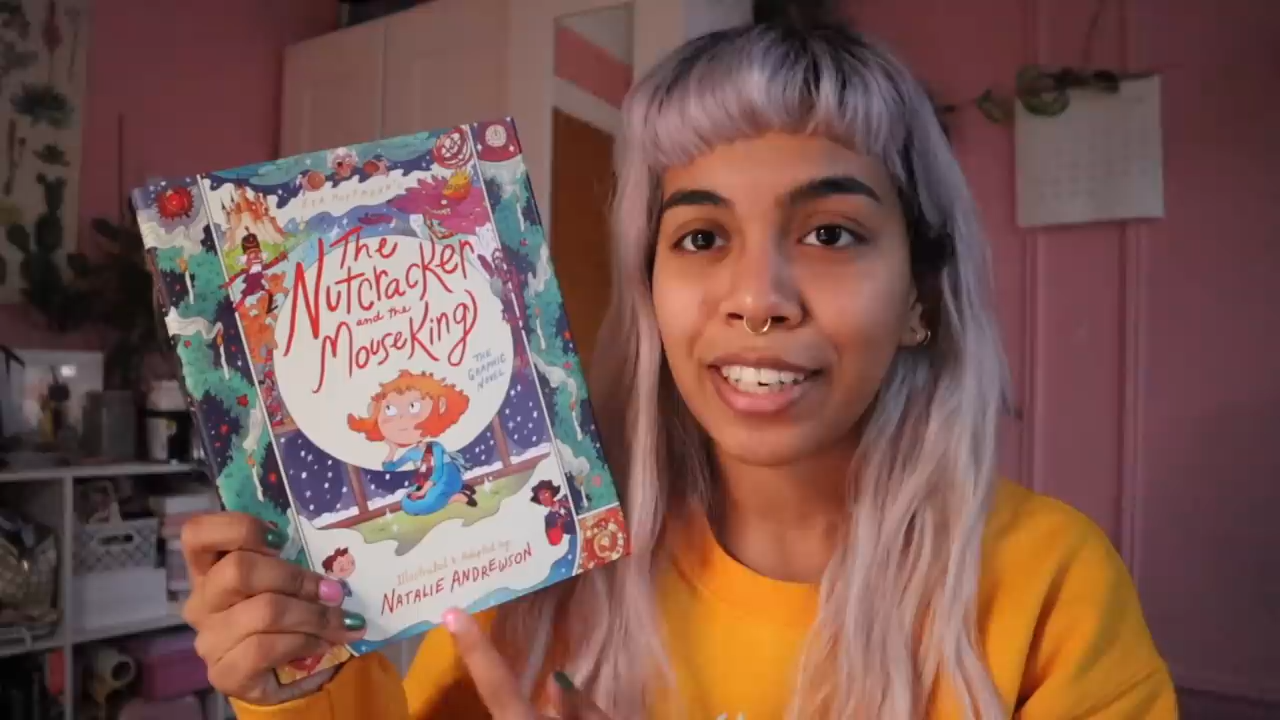 The
Nutcracker
and the
Mouse King
THE
GRAPHIC
NOVEL
Illustrated & Adapted by:
NATALIE ANDREWSON